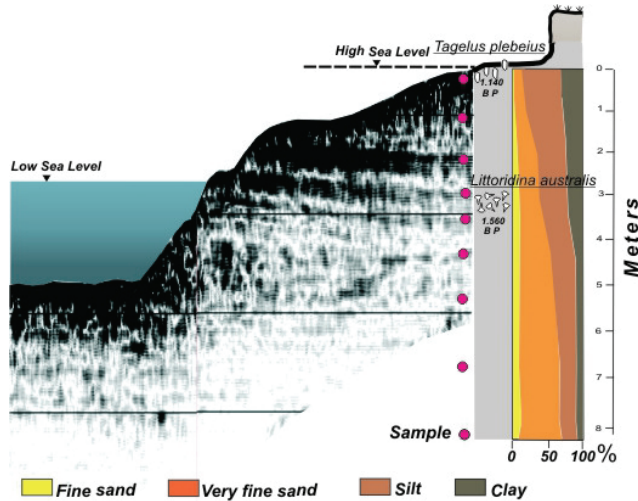 Tagelus plebeius
High Sea Level
0
1.140
B P
1
2
Low Sea Level
Littoridina australis
3
1.560
B P
4
Meters
5
6
7
Sample
8
0 50 100 %
Fine sand Very fine sand Silt Clay